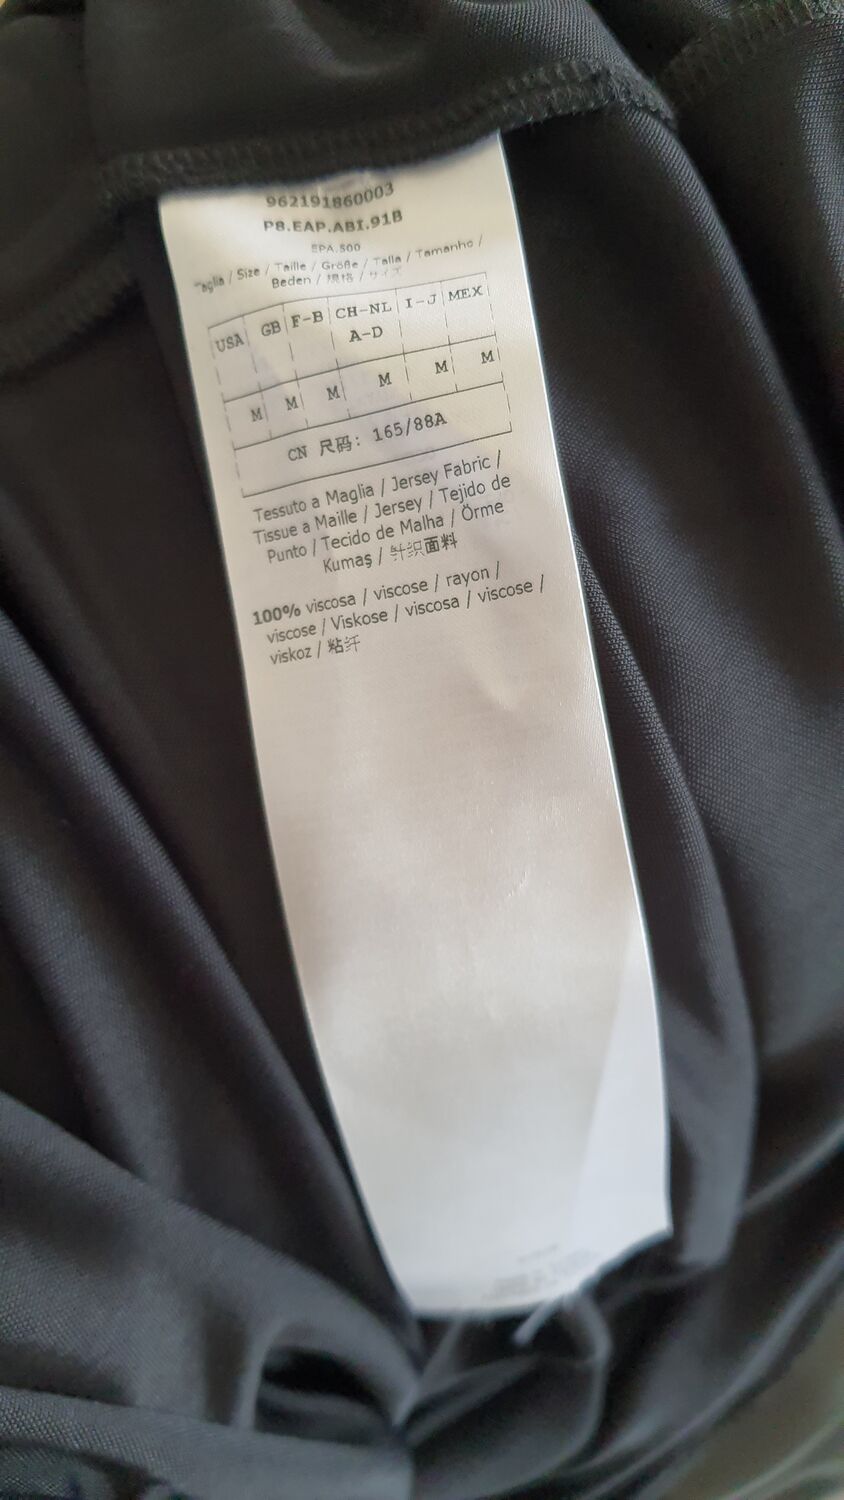 962191860003
P8.EAP.ABI.91B
SPA.500
Taglia / Size / Taille / Größe / Talla / Tamanho /
Beden / 规格 / サイズ
USA GB F-B CH-NL A-D I-J MEX
M M M M M M
CN 尺码: 165/88A
Tessuto a Maglia / Jersey Fabric /
Tissue a Maille / Jersey / Tejido de
Punto / Tecido de Malha / Örme
Kumaş / 针织面料
100% viscosa / viscose / rayon /
viscose / Viskose / viscosa / viscose /
viskoz / 粘纤